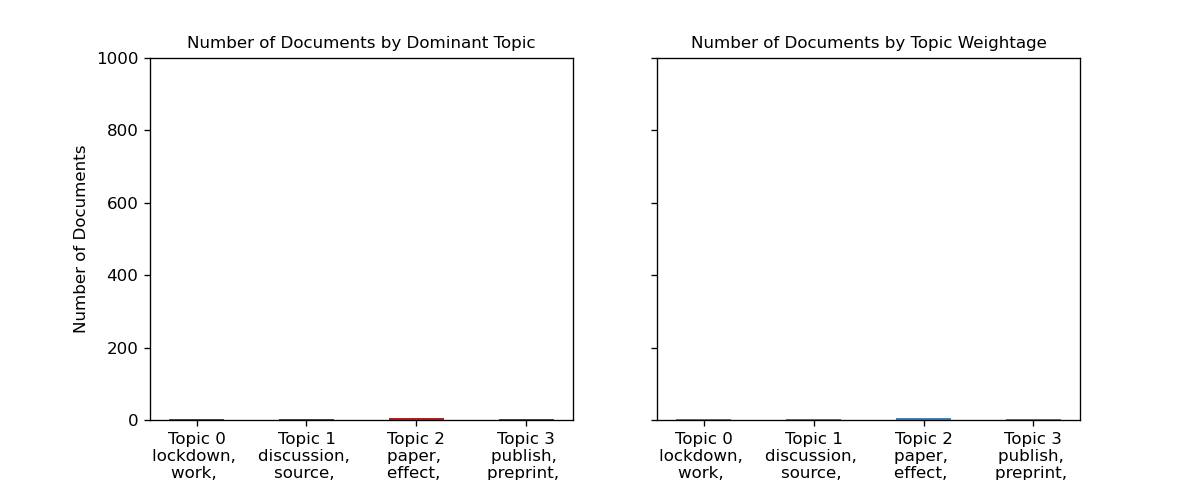 Number of Documents by Dominant Topic
Number of Documents
1000
800
600
400
200
0
Topic 0
lockdown,
work,
Topic 1
discussion,
source,
Topic 2
paper,
effect,
Topic 3
publish,
preprint,
Number of Documents by Topic Weightage
Topic 0
lockdown,
work,
Topic 1
discussion,
source,
Topic 2
paper,
effect,
Topic 3
publish,
preprint,